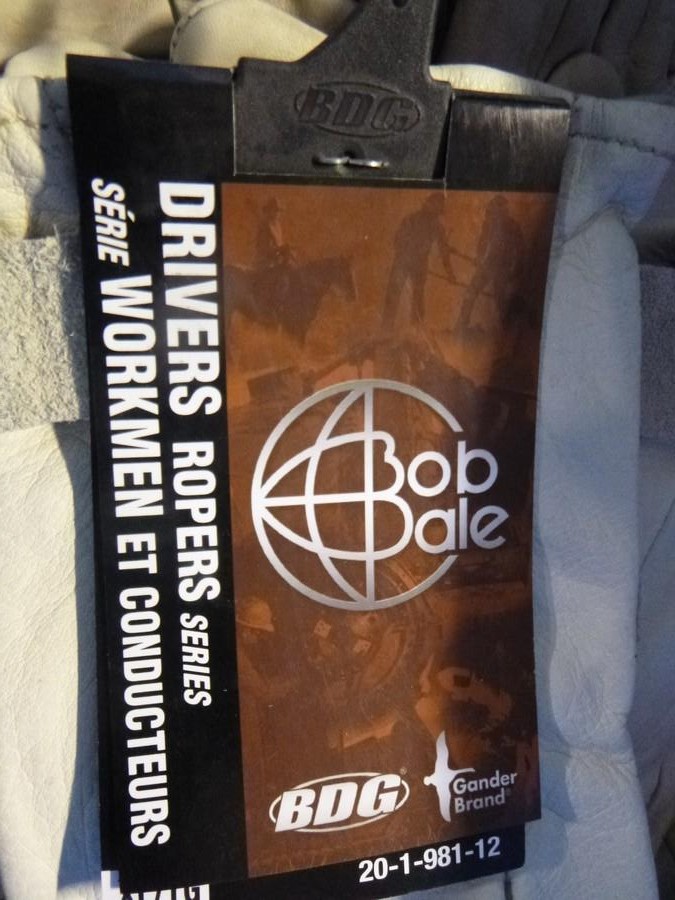 BDG
DRIVERS ROPERS SERIES
SÉRIE WORKMEN ET CONDUCTEURS
Bob
Dale
BDG®
Gander
Brand®
20-1-981-12